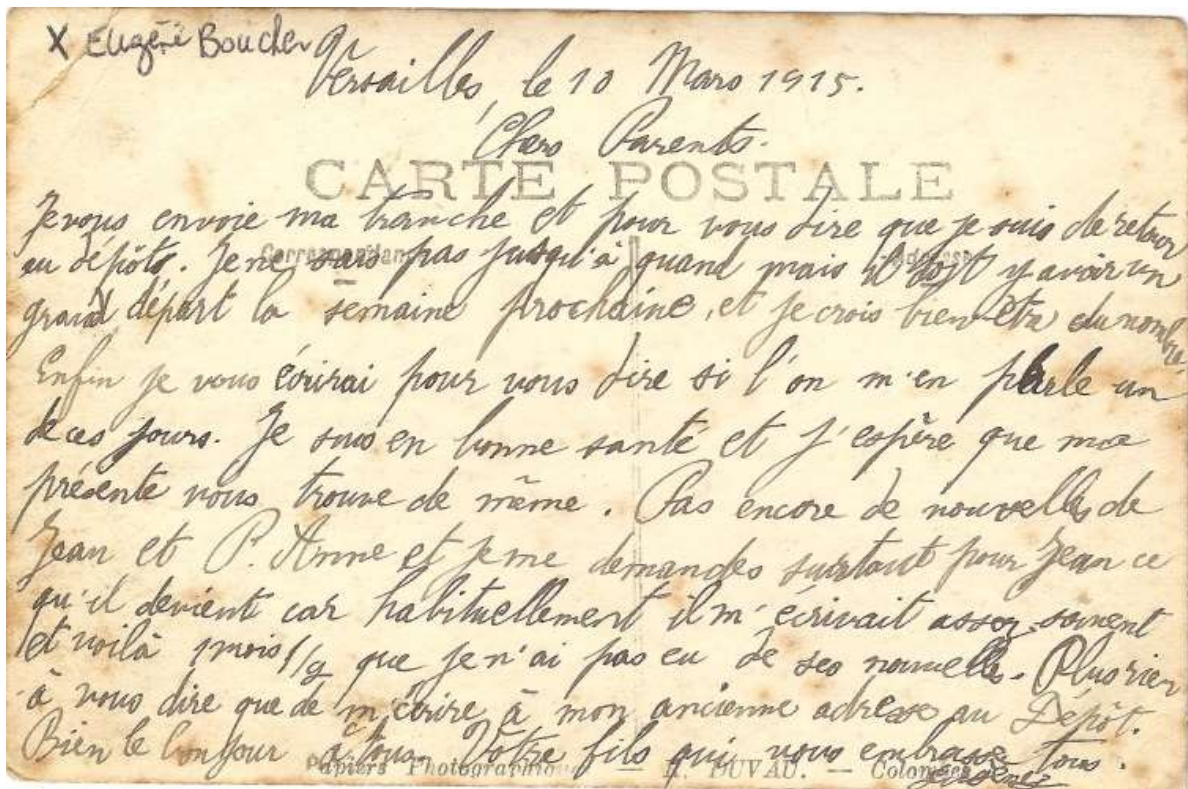 X Eugène Boucher
Versailles, le 10 Mars 1915.
Chers Parents.
CARTE POSTALE
Je vous envoie ma tranche et pour vous dire que je suis de retour
Correspondance Adresse
au dépôts. Je ne sais pas jusqu'à quand mais il doit y avoir un
grand départ la semaine prochaine, et je crois bien être du nombre.
Enfin je vous écrirai pour vous dire si l'on m'en parle un
de ces jours. Je suis en bonne santé et j'espère que ma
présente vous trouve de même. Pas encore de nouvelles de
Jean et P. Anne et je me demandes surtout pour Jean ce
qu'il devient car habituellement il m'écrivait assez souvent
et voilà 1 mois 1/2 que je n'ai pas eu de ses nouvelles. Plus rien
à vous dire que de m'écrire à mon ancienne adresse au Dépôt.
Bien le bonjour à tous. Votre fils qui vous embrasse tous.
Papiers Photographiques — H. DUVAU. — Colombes